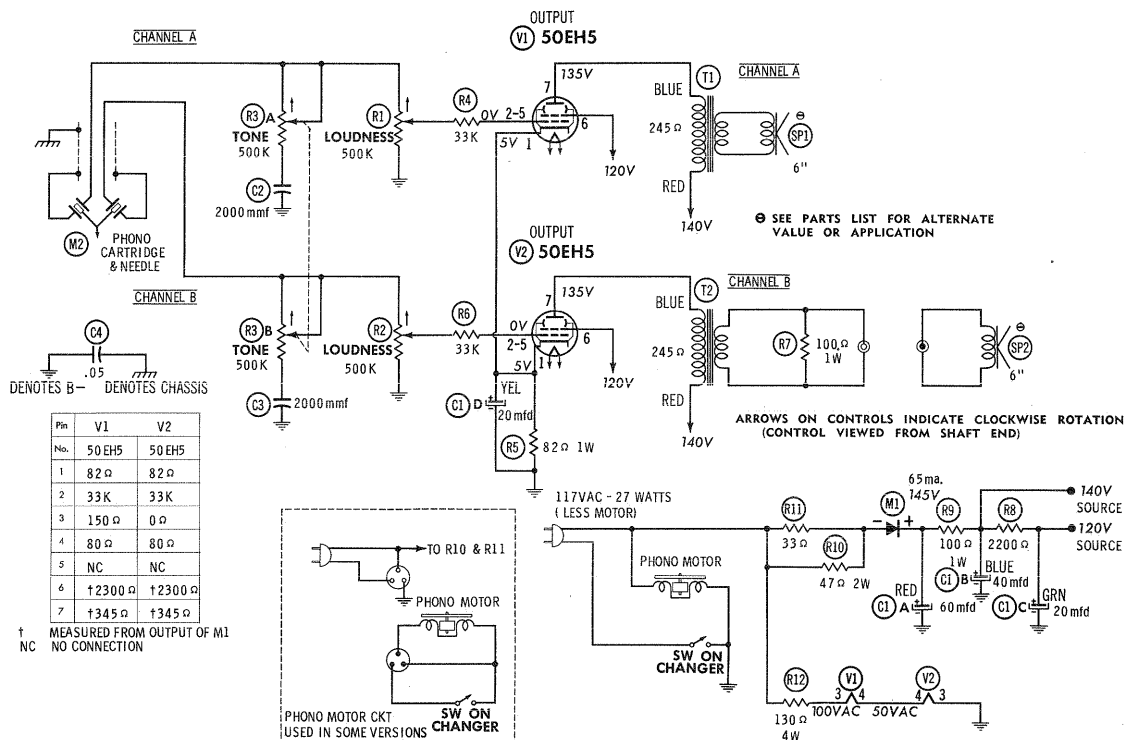 CHANNEL A
OUTPUT
V1 50EH5
7
135V
BLUE
T1
CHANNEL A
R3 A
TONE
500K
R1
LOUDNESS
500K
R4
33K
0V
2-5
5V
1
6
120V
245Ω
⊖
SP1
6"
RED
140V
C2
2000mmf
M2
PHONO
CARTRIDGE
& NEEDLE
⊖ SEE PARTS LIST FOR ALTERNATE
VALUE OR APPLICATION
OUTPUT
V2 50EH5
CHANNEL B
7
135V
BLUE
T2
CHANNEL B
R3 B
TONE
500K
R2
LOUDNESS
500K
R6
33K
0V
2-5
5V
1
6
120V
245Ω
R7
100Ω
1W
⊖
SP2
6"
RED
140V
C4
.05
DENOTES B–
DENOTES CHASSIS
C3
2000mmf
YEL
C1 D
20 mfd
R5
82Ω 1W
ARROWS ON CONTROLS INDICATE CLOCKWISE ROTATION
(CONTROL VIEWED FROM SHAFT END)
Pin No. V1 50EH5 V2 50EH5
1 82Ω 82Ω
2 33K 33K
3 150Ω 0Ω
4 80Ω 80Ω
5 NC NC
6 †2300Ω †2300Ω
7 †345Ω †345Ω
† MEASURED FROM OUTPUT OF M1
NC NO CONNECTION
TO R10 & R11
PHONO MOTOR
SW ON
CHANGER
PHONO MOTOR CKT
USED IN SOME VERSIONS
117VAC - 27 WATTS
(LESS MOTOR)
PHONO MOTOR
SW ON
CHANGER
R11
33Ω
R10
47Ω 2W
M1
– +
65ma.
145V
R9
100Ω
1W
R8
2200Ω
140V
SOURCE
120V
SOURCE
RED
C1 A
60mfd
BLUE
C1 B
40mfd
GRN
C1 C
20mfd
R12
130Ω
4W
V1
3 4
100VAC
50VAC
V2
4 3